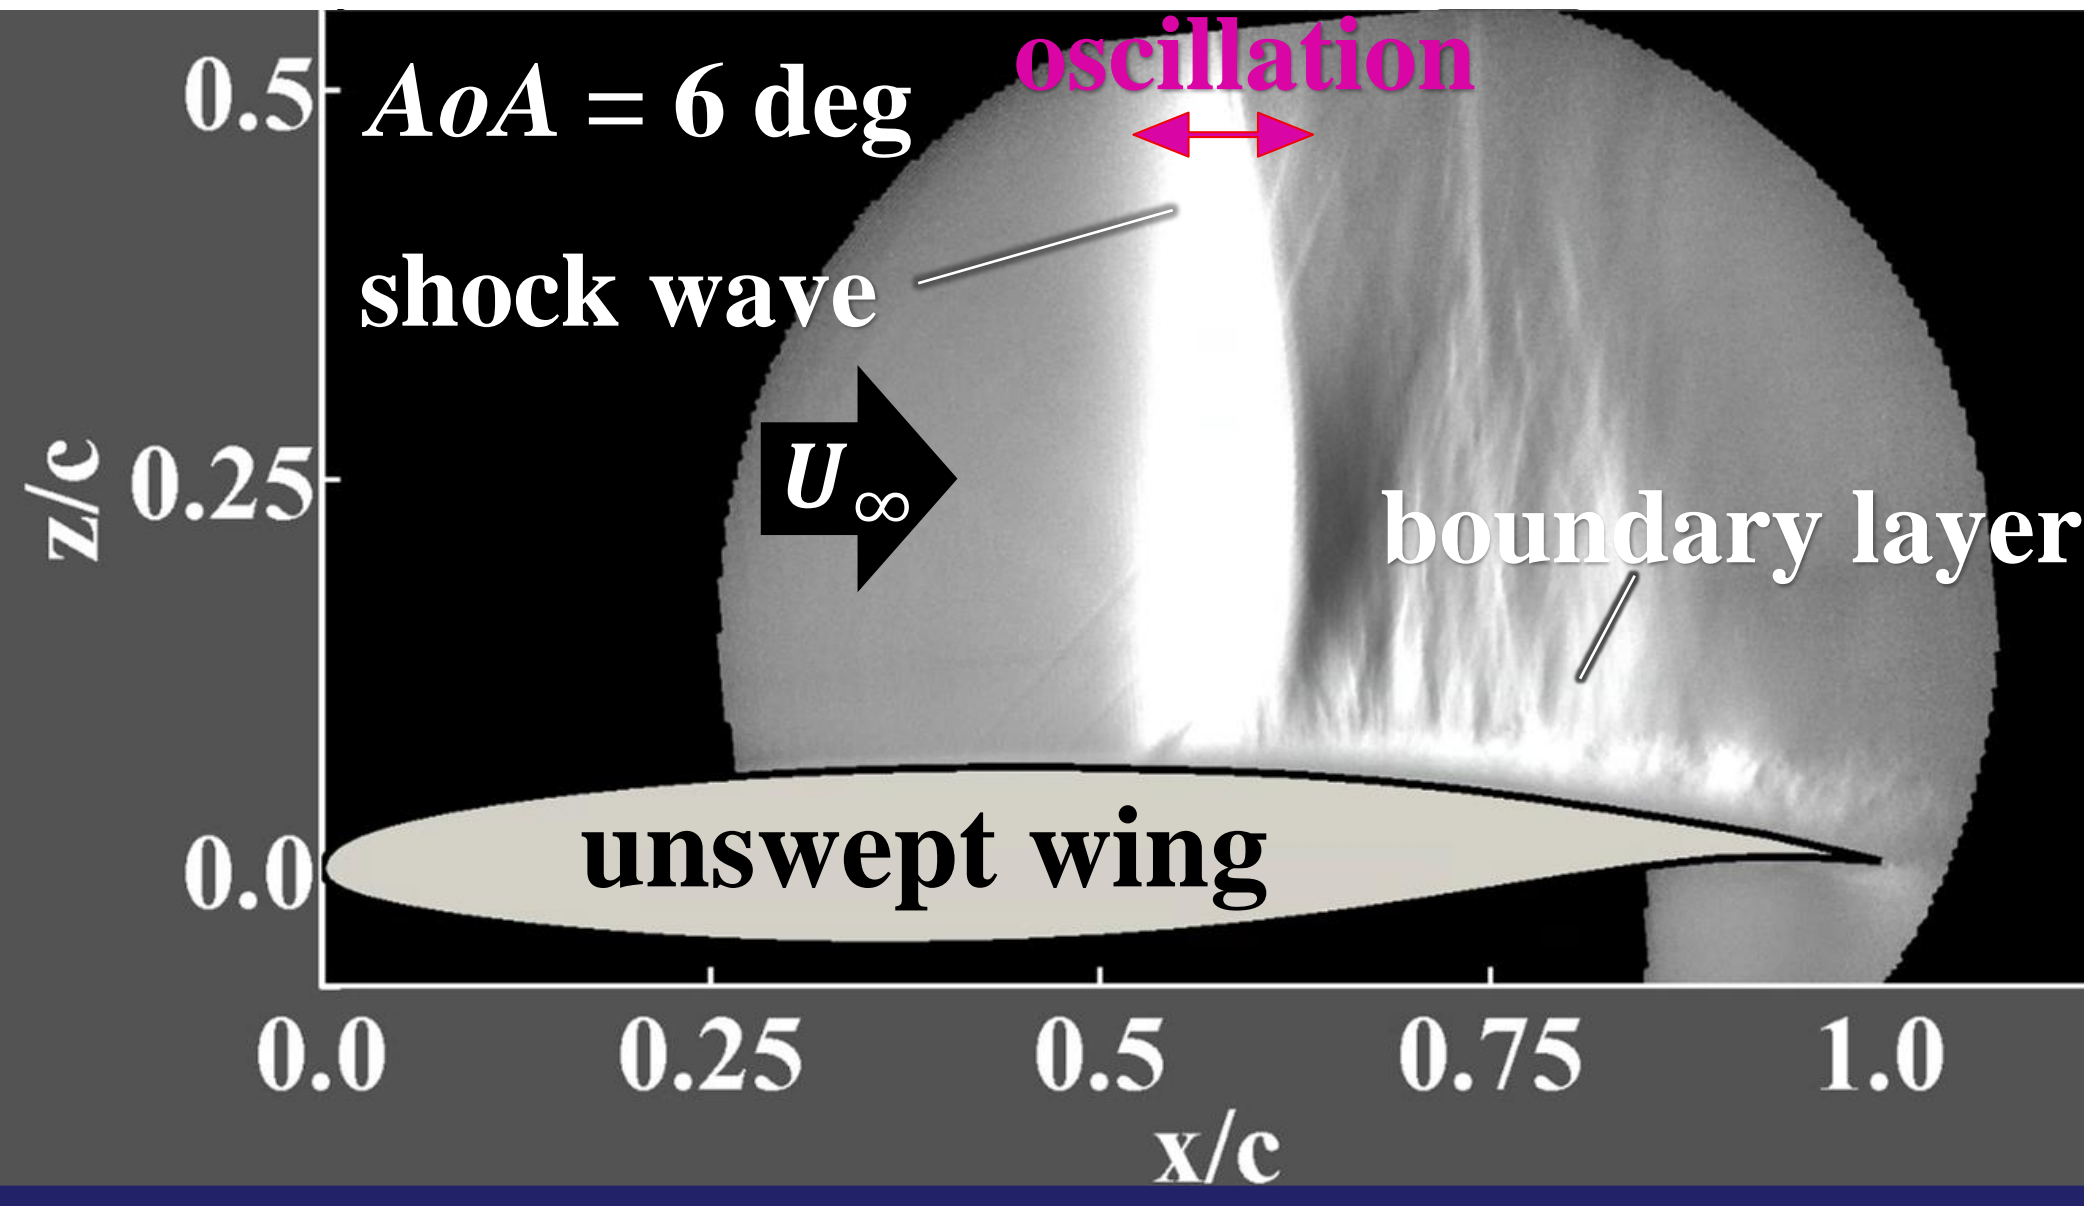 oscillation
0.5
AoA = 6 deg
shock wave
U∞
z/c
0.25
boundary layer
unswept wing
0.0
0.0 0.25 0.5 0.75 1.0
x/c